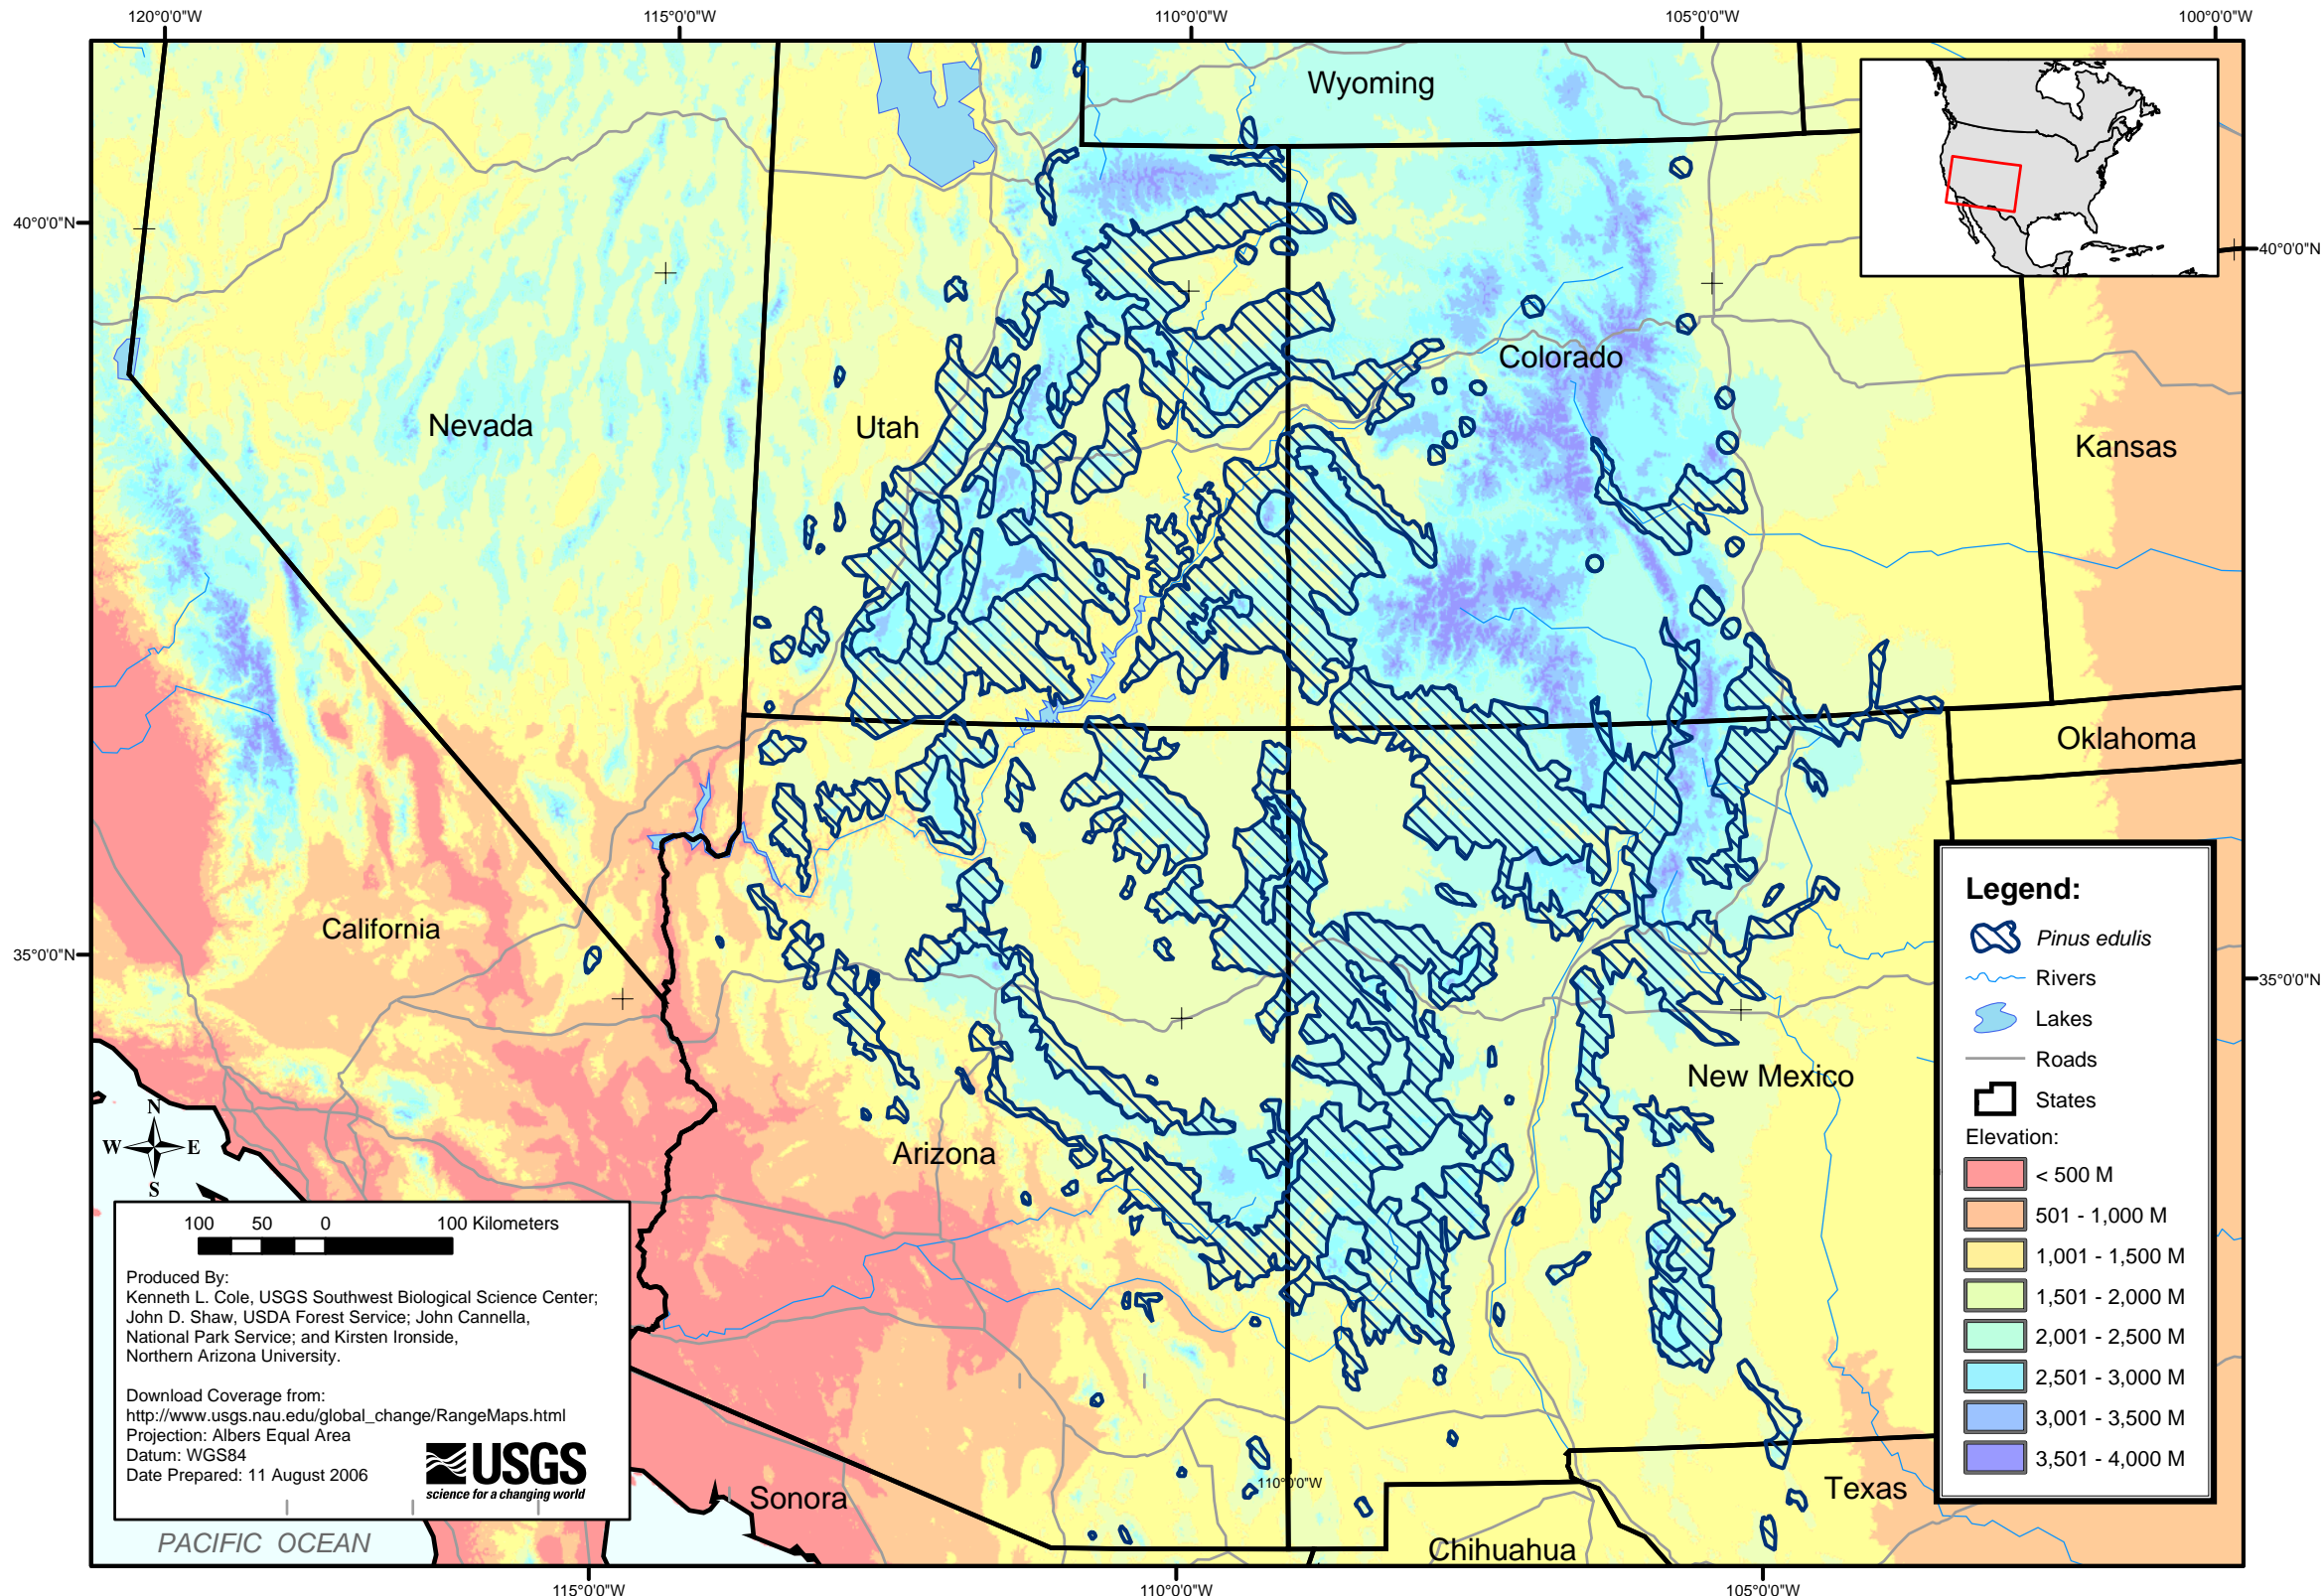 120°0'0"W
115°0'0"W
110°0'0"W
105°0'0"W
100°0'0"W
Wyoming
40°0'0"N
40°0'0"N
Colorado
Nevada
Utah
Kansas
Oklahoma
California
35°0'0"N
35°0'0"N
New Mexico
Arizona
Legend:
Pinus edulis
Rivers
Lakes
Roads
States
Elevation:
< 500 M
501 - 1,000 M
1,001 - 1,500 M
1,501 - 2,000 M
2,001 - 2,500 M
2,501 - 3,000 M
3,001 - 3,500 M
3,501 - 4,000 M
N
W E
S
100 50 0 100 Kilometers
Produced By:
Kenneth L. Cole, USGS Southwest Biological Science Center;
John D. Shaw, USDA Forest Service; John Cannella,
National Park Service; and Kirsten Ironside,
Northern Arizona University.
Download Coverage from:
http://www.usgs.nau.edu/global_change/RangeMaps.html
Projection: Albers Equal Area
Datum: WGS84
Date Prepared: 11 August 2006
USGS
science for a changing world
110°0'0"W
Texas
Sonora
PACIFIC OCEAN
Chihuahua
115°0'0"W
110°0'0"W
105°0'0"W